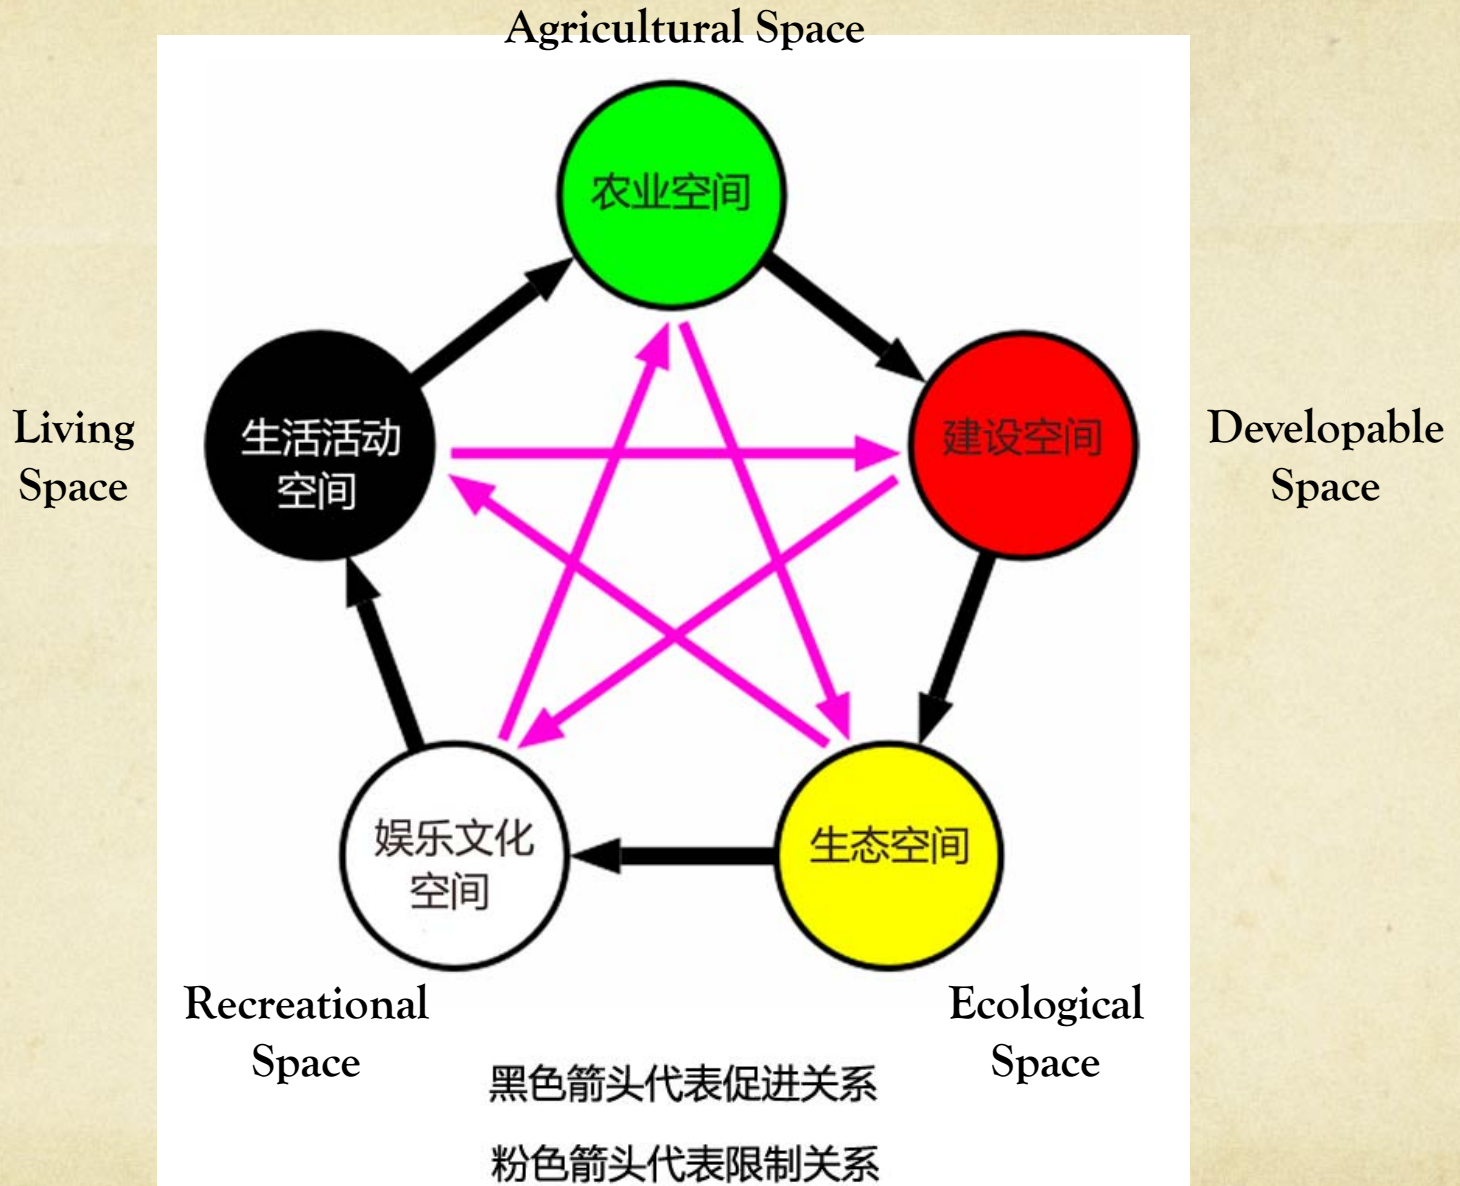 Agricultural Space
农业空间
Living
Space
生活活动
空间
建设空间
Developable
Space
娱乐文化
空间
生态空间
Recreational
Space
Ecological
Space
黑色箭头代表促进关系
粉色箭头代表限制关系